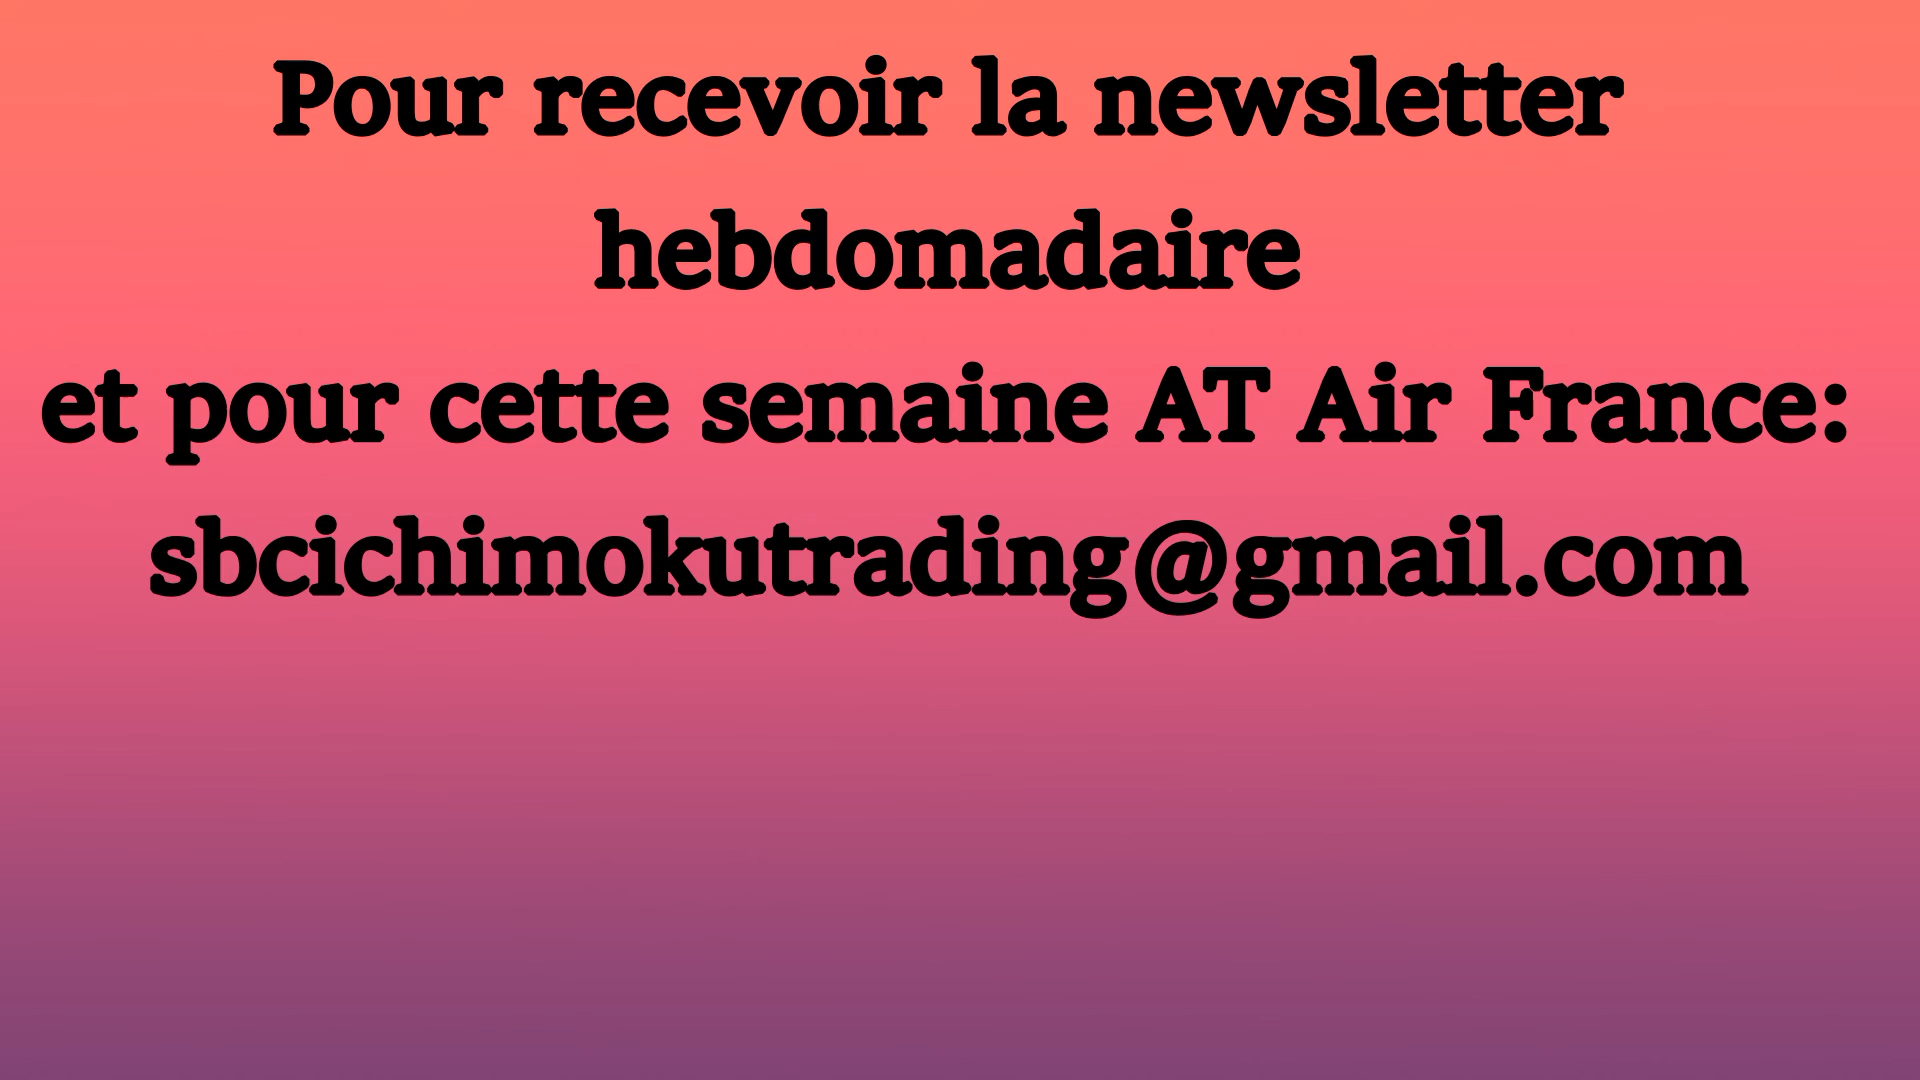 Pour recevoir la newsletter
hebdomadaire
et pour cette semaine AT Air France:
sbcichimokutrading@gmail.com